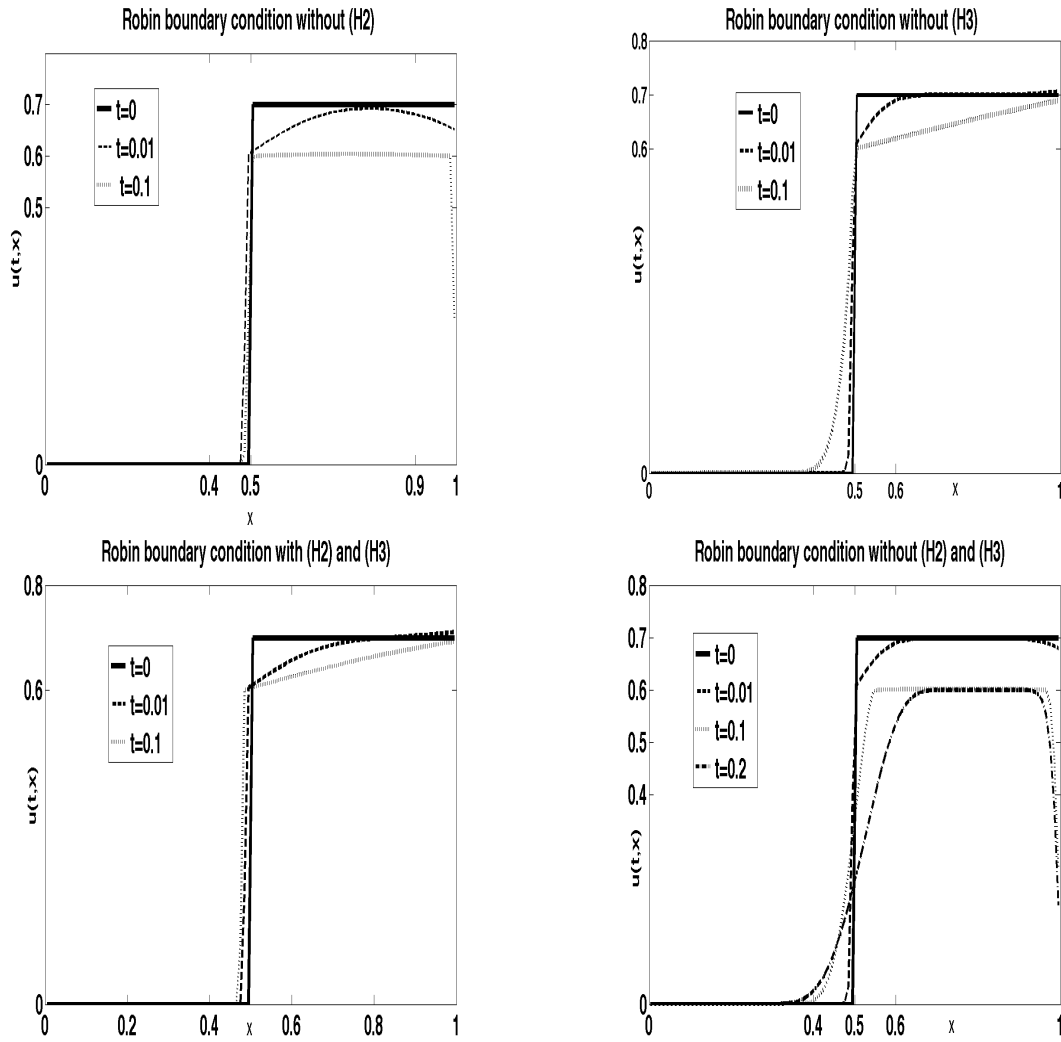 Robin boundary condition without (H2)
0.7
0.6
0.5
0
u(t,x)
t=0
t=0.01
t=0.1
0
0.4
0.5
0.9
1
x
Robin boundary condition without (H3)
0.8
0.7
0.6
0
u(t,x)
t=0
t=0.01
t=0.1
0
0.5
0.6
1
x
Robin boundary condition with (H2) and (H3)
0.8
0.7
0.6
0
u(t,x)
t=0
t=0.01
t=0.1
0
0.2
0.4
0.6
0.8
1
x
Robin boundary condition without (H2) and (H3)
0.8
0.7
0.6
0.5
0.4
0
u(t,x)
t=0
t=0.01
t=0.1
t=0.2
0
0.4
0.5
0.6
1
x